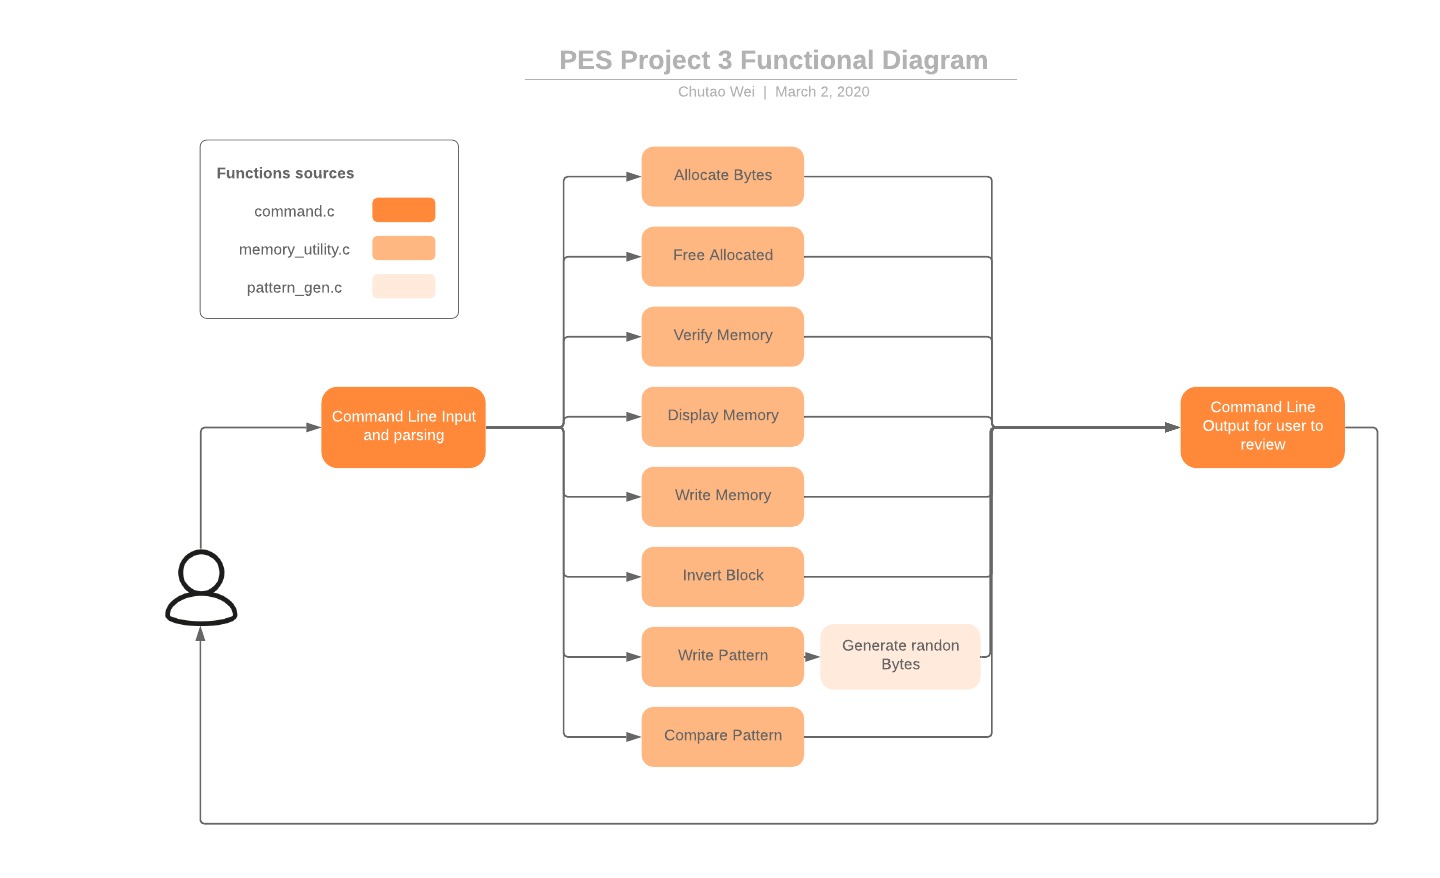 PES Project 3 Functional Diagram
Chutao Wei | March 2, 2020
Functions sources
command.c
memory_utility.c
pattern_gen.c
Command Line Input
and parsing
Allocate Bytes
Free Allocated
Verify Memory
Display Memory
Write Memory
Invert Block
Write Pattern
Generate randon
Bytes
Compare Pattern
Command Line
Output for user to
review